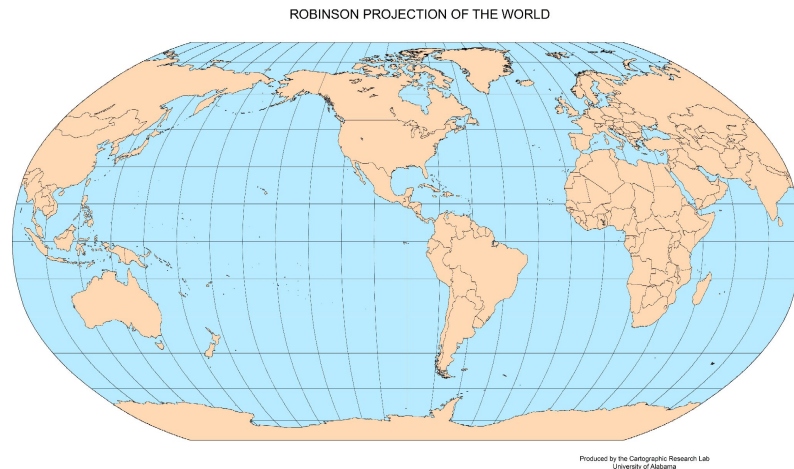 ROBINSON PROJECTION OF THE WORLD
Produced by the Cartographic Research Lab
University of Alabama